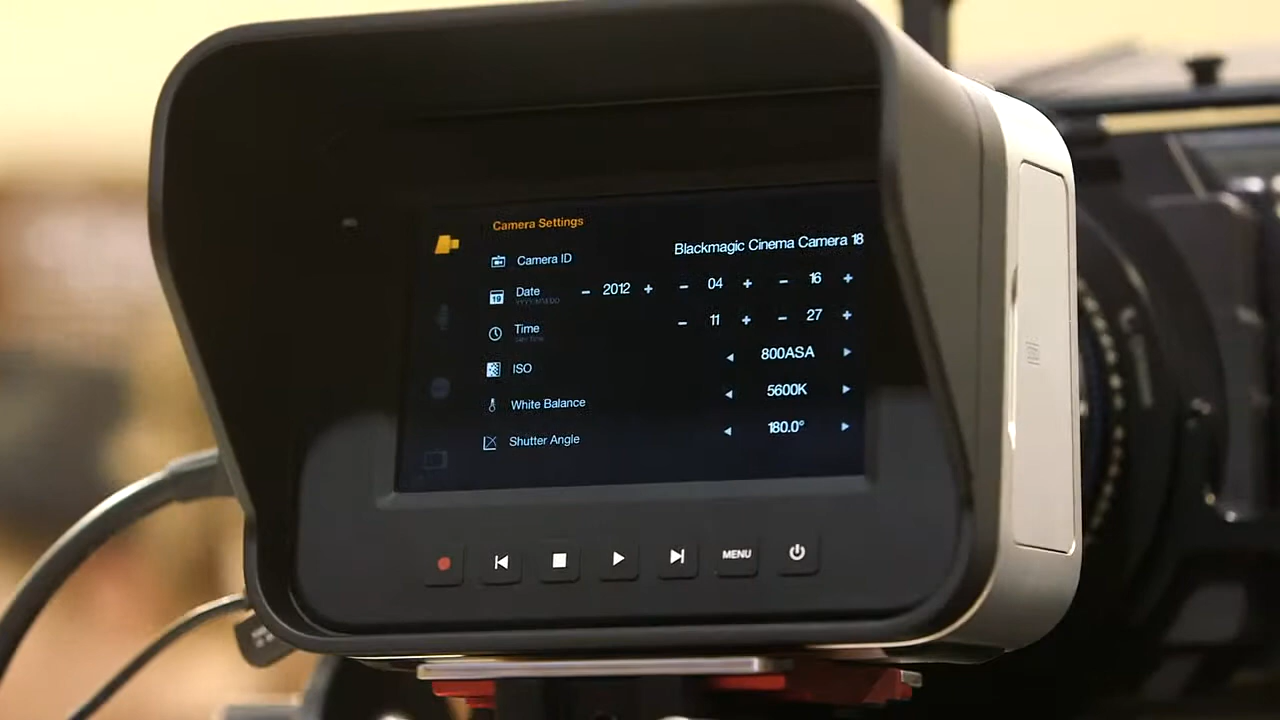 Camera Settings
Camera ID Blackmagic Cinema Camera 18
19 Date - 2012 + - 04 + - 16 +
Time - 11 + - 27 +
ISO 800ASA
White Balance 5600K
Shutter Angle 180.0°
MENU